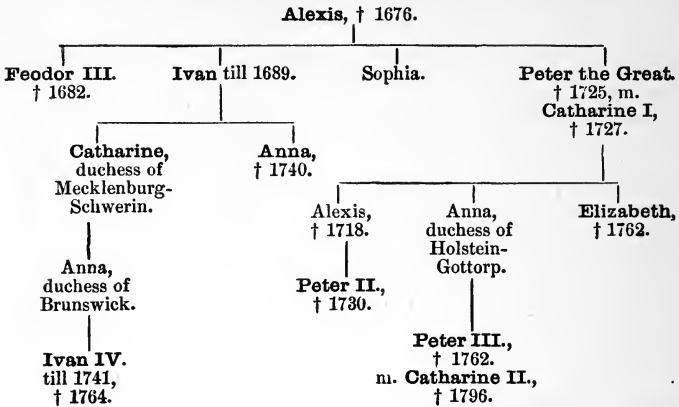 Alexis, † 1676.
Feodor III.
† 1682.
Ivan till 1689.
Sophia.
Peter the Great.
† 1725, m.
Catharine I,
† 1727.
Catharine,
duchess of
Mecklenburg-
Schwerin.
Anna,
† 1740.
Alexis,
† 1718.
Anna,
duchess of
Holstein-
Gottorp.
Elizabeth,
† 1762.
Anna,
duchess of
Brunswick.
Peter II.,
† 1730.
Ivan IV.
till 1741,
† 1764.
Peter III.,
† 1762.
m. Catharine II.,
† 1796.